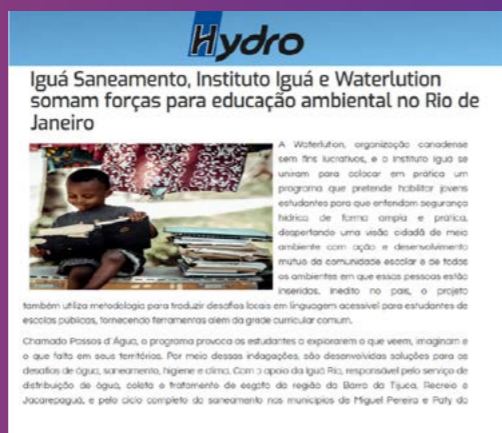 Hydro
Iguá Saneamento, Instituto Iguá e Waterlution
somam forças para educação ambiental no Rio de
Janeiro
A Waterlution, organização canadense
sem fins lucrativos, e o Instituto Iguá se
uniram para colocar em prática um
programa que pretende habilitar jovens
estudantes para que entendam segurança
hídrica de forma ampla e prática,
despertando uma visão cidadã de meio
ambiente com ação e desenvolvimento
mútuo da comunidade escolar e de todos
os ambientes em que essas pessoas estão
inseridas. Inédito no país, o projeto
também utiliza metodologia para traduzir desafios locais em linguagem acessível para estudantes de
escolas públicas, fornecendo ferramentas além da grade curricular comum.
Chamado Passos d'Água, o programa provoca os estudantes a explorarem o que veem, imaginam e
o que falta em seus territórios. Por meio dessas indagações, são desenvolvidas soluções para os
desafios de água, saneamento, higiene e clima. Com o apoio da Iguá Rio, responsável pelo serviço de
distribuição de água, coleta e tratamento de esgoto da região da Barra da Tijuca, Recreio e
Jacarepaguá, e pelo ciclo completo do saneamento nos municípios de Miguel Pereira e Paty do